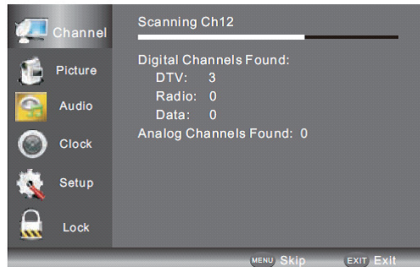 Channel
Picture
Audio
Clock
Setup
Lock
Scanning Ch12
Digital Channels Found:
DTV: 3
Radio: 0
Data: 0
Analog Channels Found: 0
MENU Skip EXIT Exit